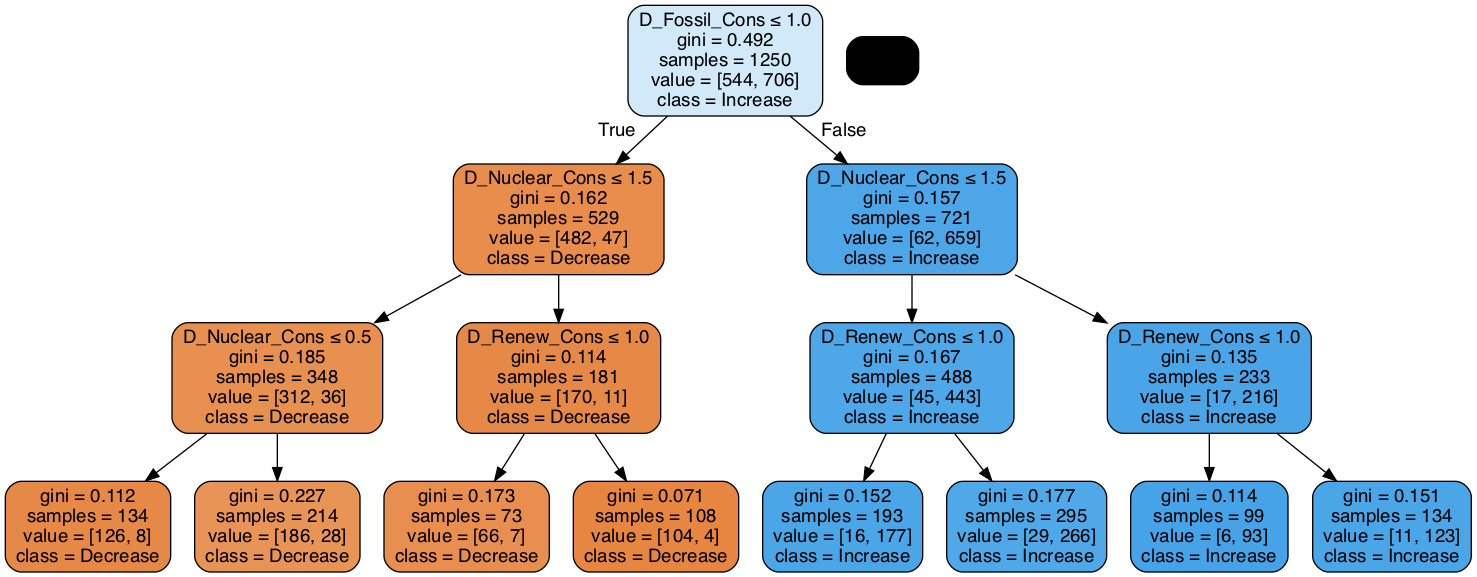 D_Fossil_Cons ≤ 1.0
gini = 0.492
samples = 1250
value = [544, 706]
class = Increase
True
False
D_Nuclear_Cons ≤ 1.5
gini = 0.162
samples = 529
value = [482, 47]
class = Decrease
D_Nuclear_Cons ≤ 1.5
gini = 0.157
samples = 721
value = [62, 659]
class = Increase
D_Nuclear_Cons ≤ 0.5
gini = 0.185
samples = 348
value = [312, 36]
class = Decrease
D_Renew_Cons ≤ 1.0
gini = 0.114
samples = 181
value = [170, 11]
class = Decrease
D_Renew_Cons ≤ 1.0
gini = 0.167
samples = 488
value = [45, 443]
class = Increase
D_Renew_Cons ≤ 1.0
gini = 0.135
samples = 233
value = [17, 216]
class = Increase
gini = 0.112
samples = 134
value = [126, 8]
class = Decrease
gini = 0.227
samples = 214
value = [186, 28]
class = Decrease
gini = 0.173
samples = 73
value = [66, 7]
class = Decrease
gini = 0.071
samples = 108
value = [104, 4]
class = Decrease
gini = 0.152
samples = 193
value = [16, 177]
class = Increase
gini = 0.177
samples = 295
value = [29, 266]
class = Increase
gini = 0.114
samples = 99
value = [6, 93]
class = Increase
gini = 0.151
samples = 134
value = [11, 123]
class = Increase